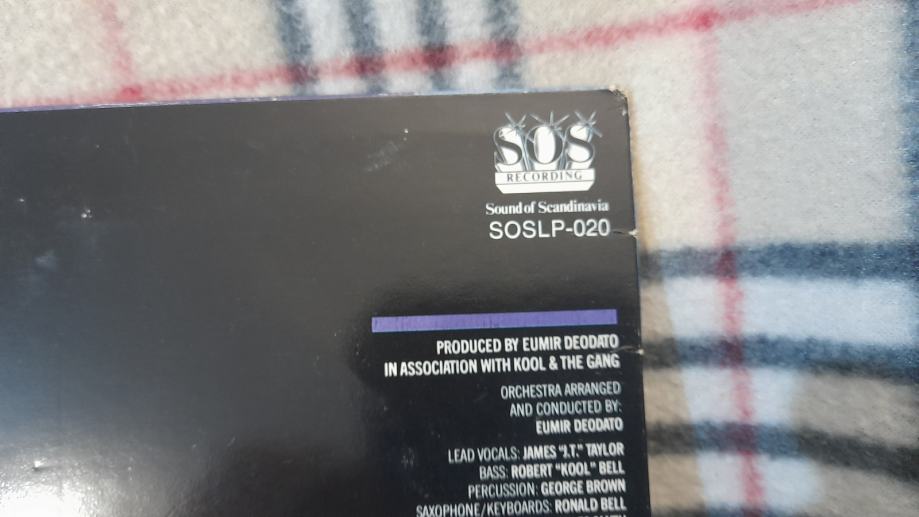 SOS
RECORDING
Sound of Scandinavia
SOSLP-020
PRODUCED BY EUMIR DEODATO
IN ASSOCIATION WITH KOOL & THE GANG
ORCHESTRA ARRANGED
AND CONDUCTED BY:
EUMIR DEODATO
LEAD VOCALS: JAMES "J.T." TAYLOR
BASS: ROBERT "KOOL" BELL
PERCUSSION: GEORGE BROWN
SAXOPHONE/KEYBOARDS: RONALD BELL